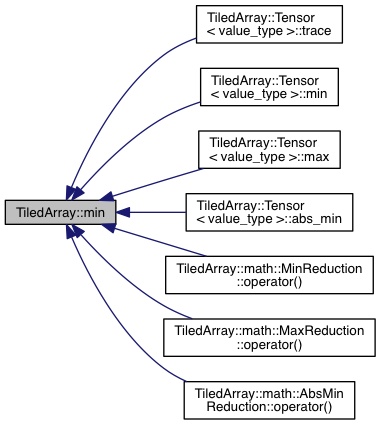 TiledArray::Tensor
< value_type >::trace
TiledArray::Tensor
< value_type >::min
TiledArray::Tensor
< value_type >::max
TiledArray::min
TiledArray::Tensor
< value_type >::abs_min
TiledArray::math::MinReduction
::operator()
TiledArray::math::MaxReduction
::operator()
TiledArray::math::AbsMin
Reduction::operator()